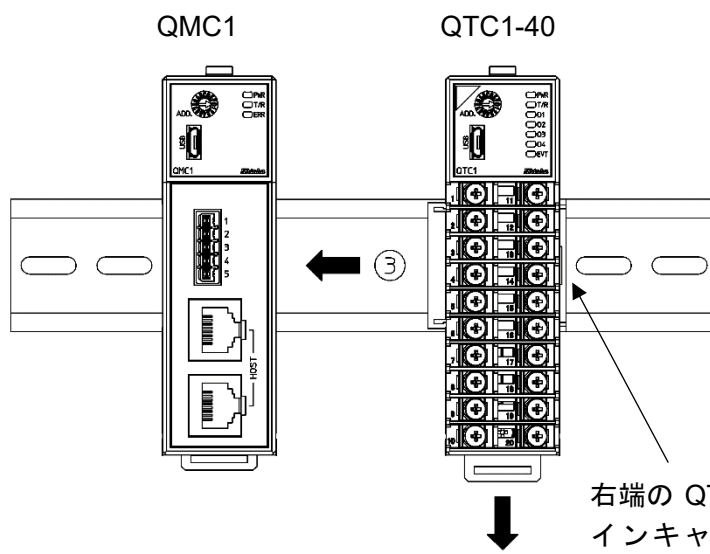 QMC1
QTC1-40
ADD.
PWR
T/R
ERR
USB
QMC1
Shinko
1
2
3
4
5
HOST
③
ADD.
PWR
T/R
O1
O2
O3
O4
EVT
USB
QTC1
Shinko
1 11
2 12
3 13
4 14
5 15
6 16
7 17
8 18
9 19
10 20
右端の QT
インキャ